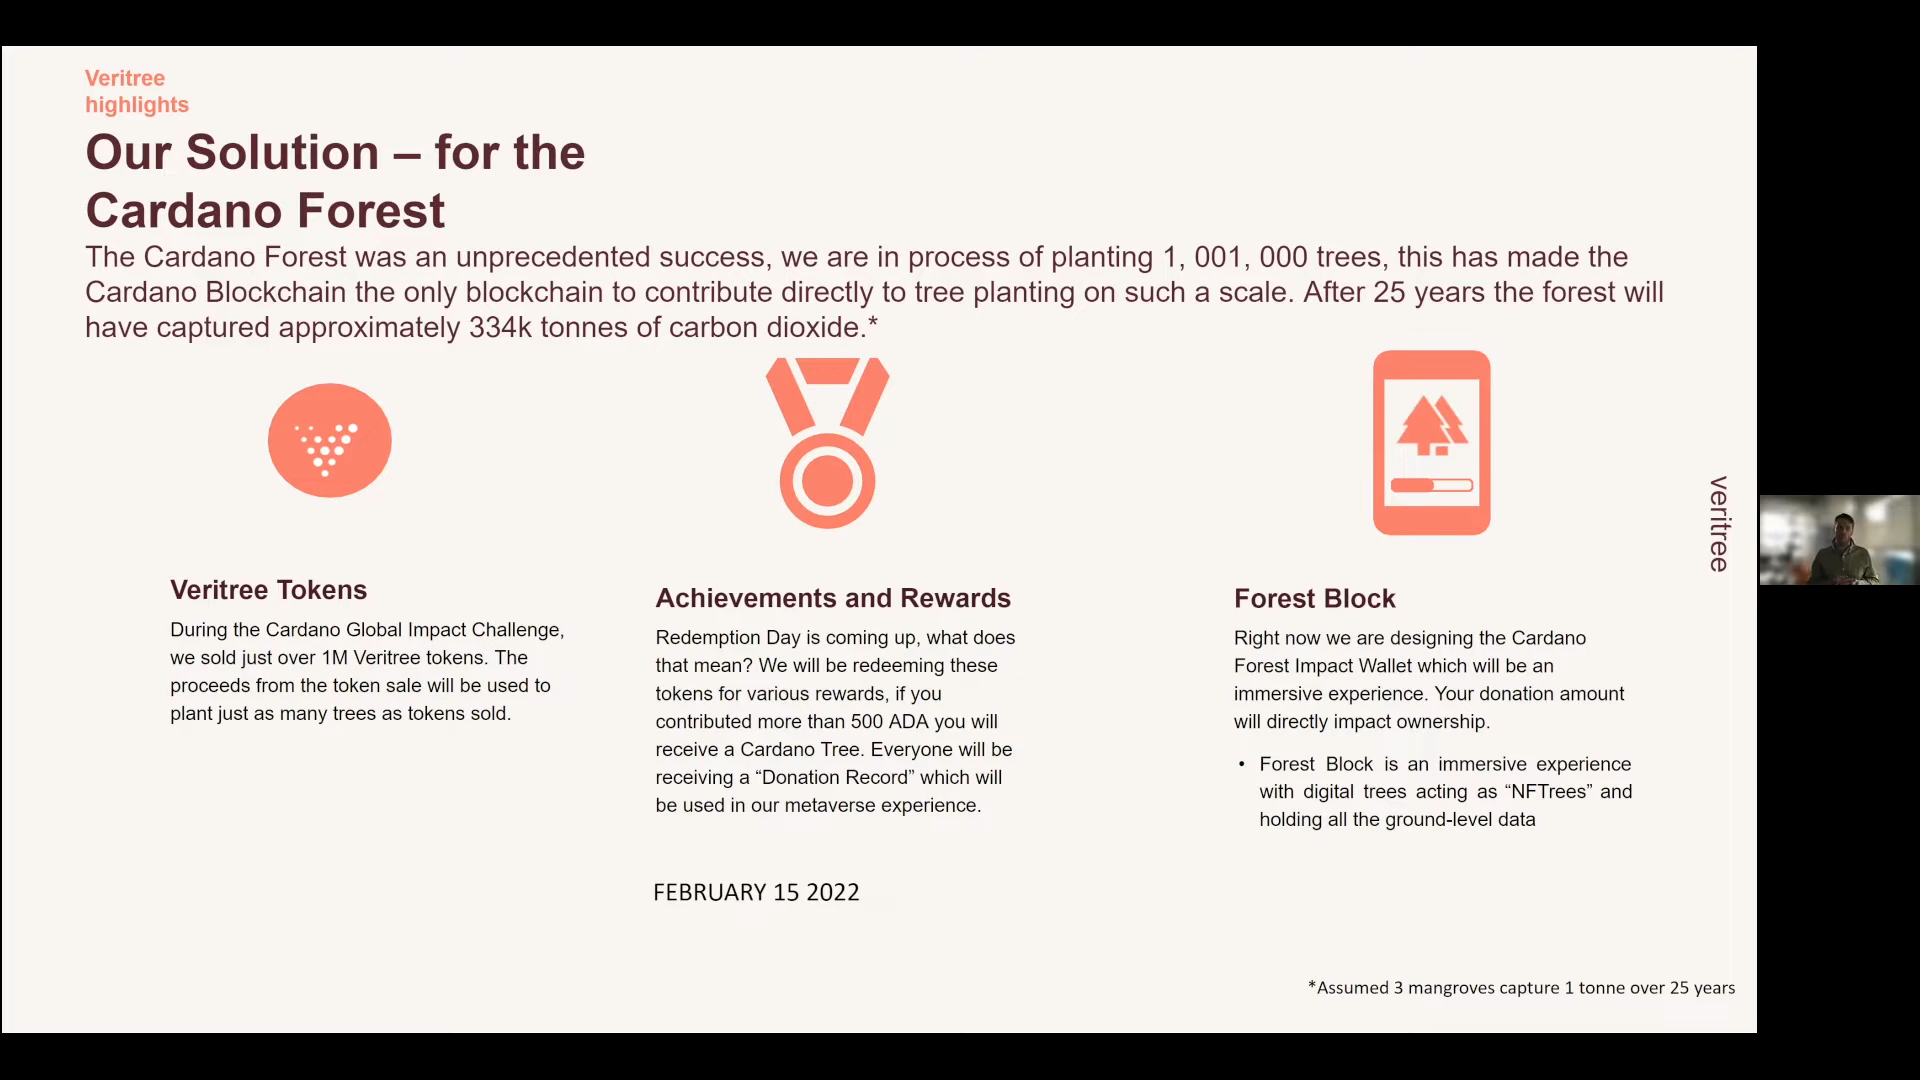 Veritree
highlights
Our Solution – for the
Cardano Forest
The Cardano Forest was an unprecedented success, we are in process of planting 1, 001, 000 trees, this has made the
Cardano Blockchain the only blockchain to contribute directly to tree planting on such a scale. After 25 years the forest will
have captured approximately 334k tonnes of carbon dioxide.*
Veritree Tokens
During the Cardano Global Impact Challenge,
we sold just over 1M Veritree tokens. The
proceeds from the token sale will be used to
plant just as many trees as tokens sold.
Achievements and Rewards
Redemption Day is coming up, what does
that mean? We will be redeeming these
tokens for various rewards, if you
contributed more than 500 ADA you will
receive a Cardano Tree. Everyone will be
receiving a “Donation Record” which will
be used in our metaverse experience.
FEBRUARY 15 2022
Forest Block
Right now we are designing the Cardano
Forest Impact Wallet which will be an
immersive experience. Your donation amount
will directly impact ownership.
• Forest Block is an immersive experience
with digital trees acting as “NFTrees” and
holding all the ground-level data
veritree
*Assumed 3 mangroves capture 1 tonne over 25 years